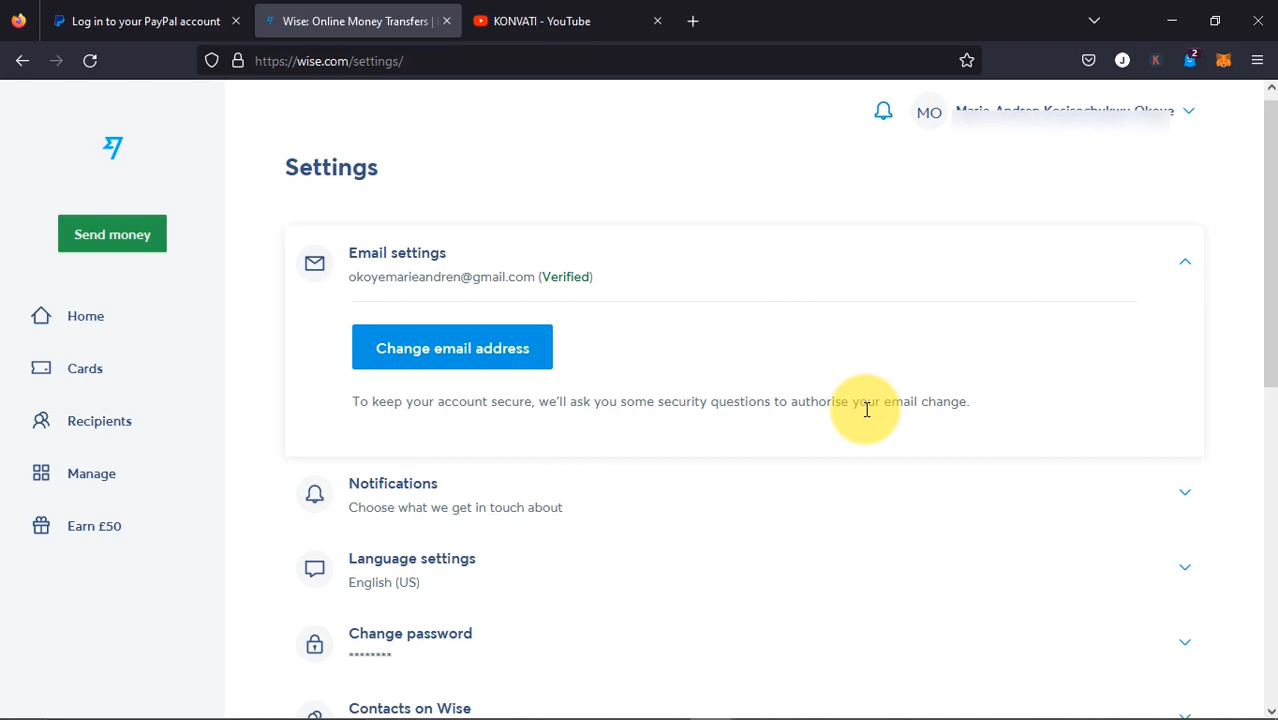 Log in to your PayPal account
Wise: Online Money Transfers |
KONVATI - YouTube
https://wise.com/settings/
J
K
2
MO
Settings
Send money
Email settings
okoyemarieandren@gmail.com (Verified)
Home
Change email address
Cards
To keep your account secure, we'll ask you some security questions to authorise your email change.
Recipients
Manage
Notifications
Choose what we get in touch about
Earn £50
Language settings
English (US)
Change password
********
Contacts on Wise